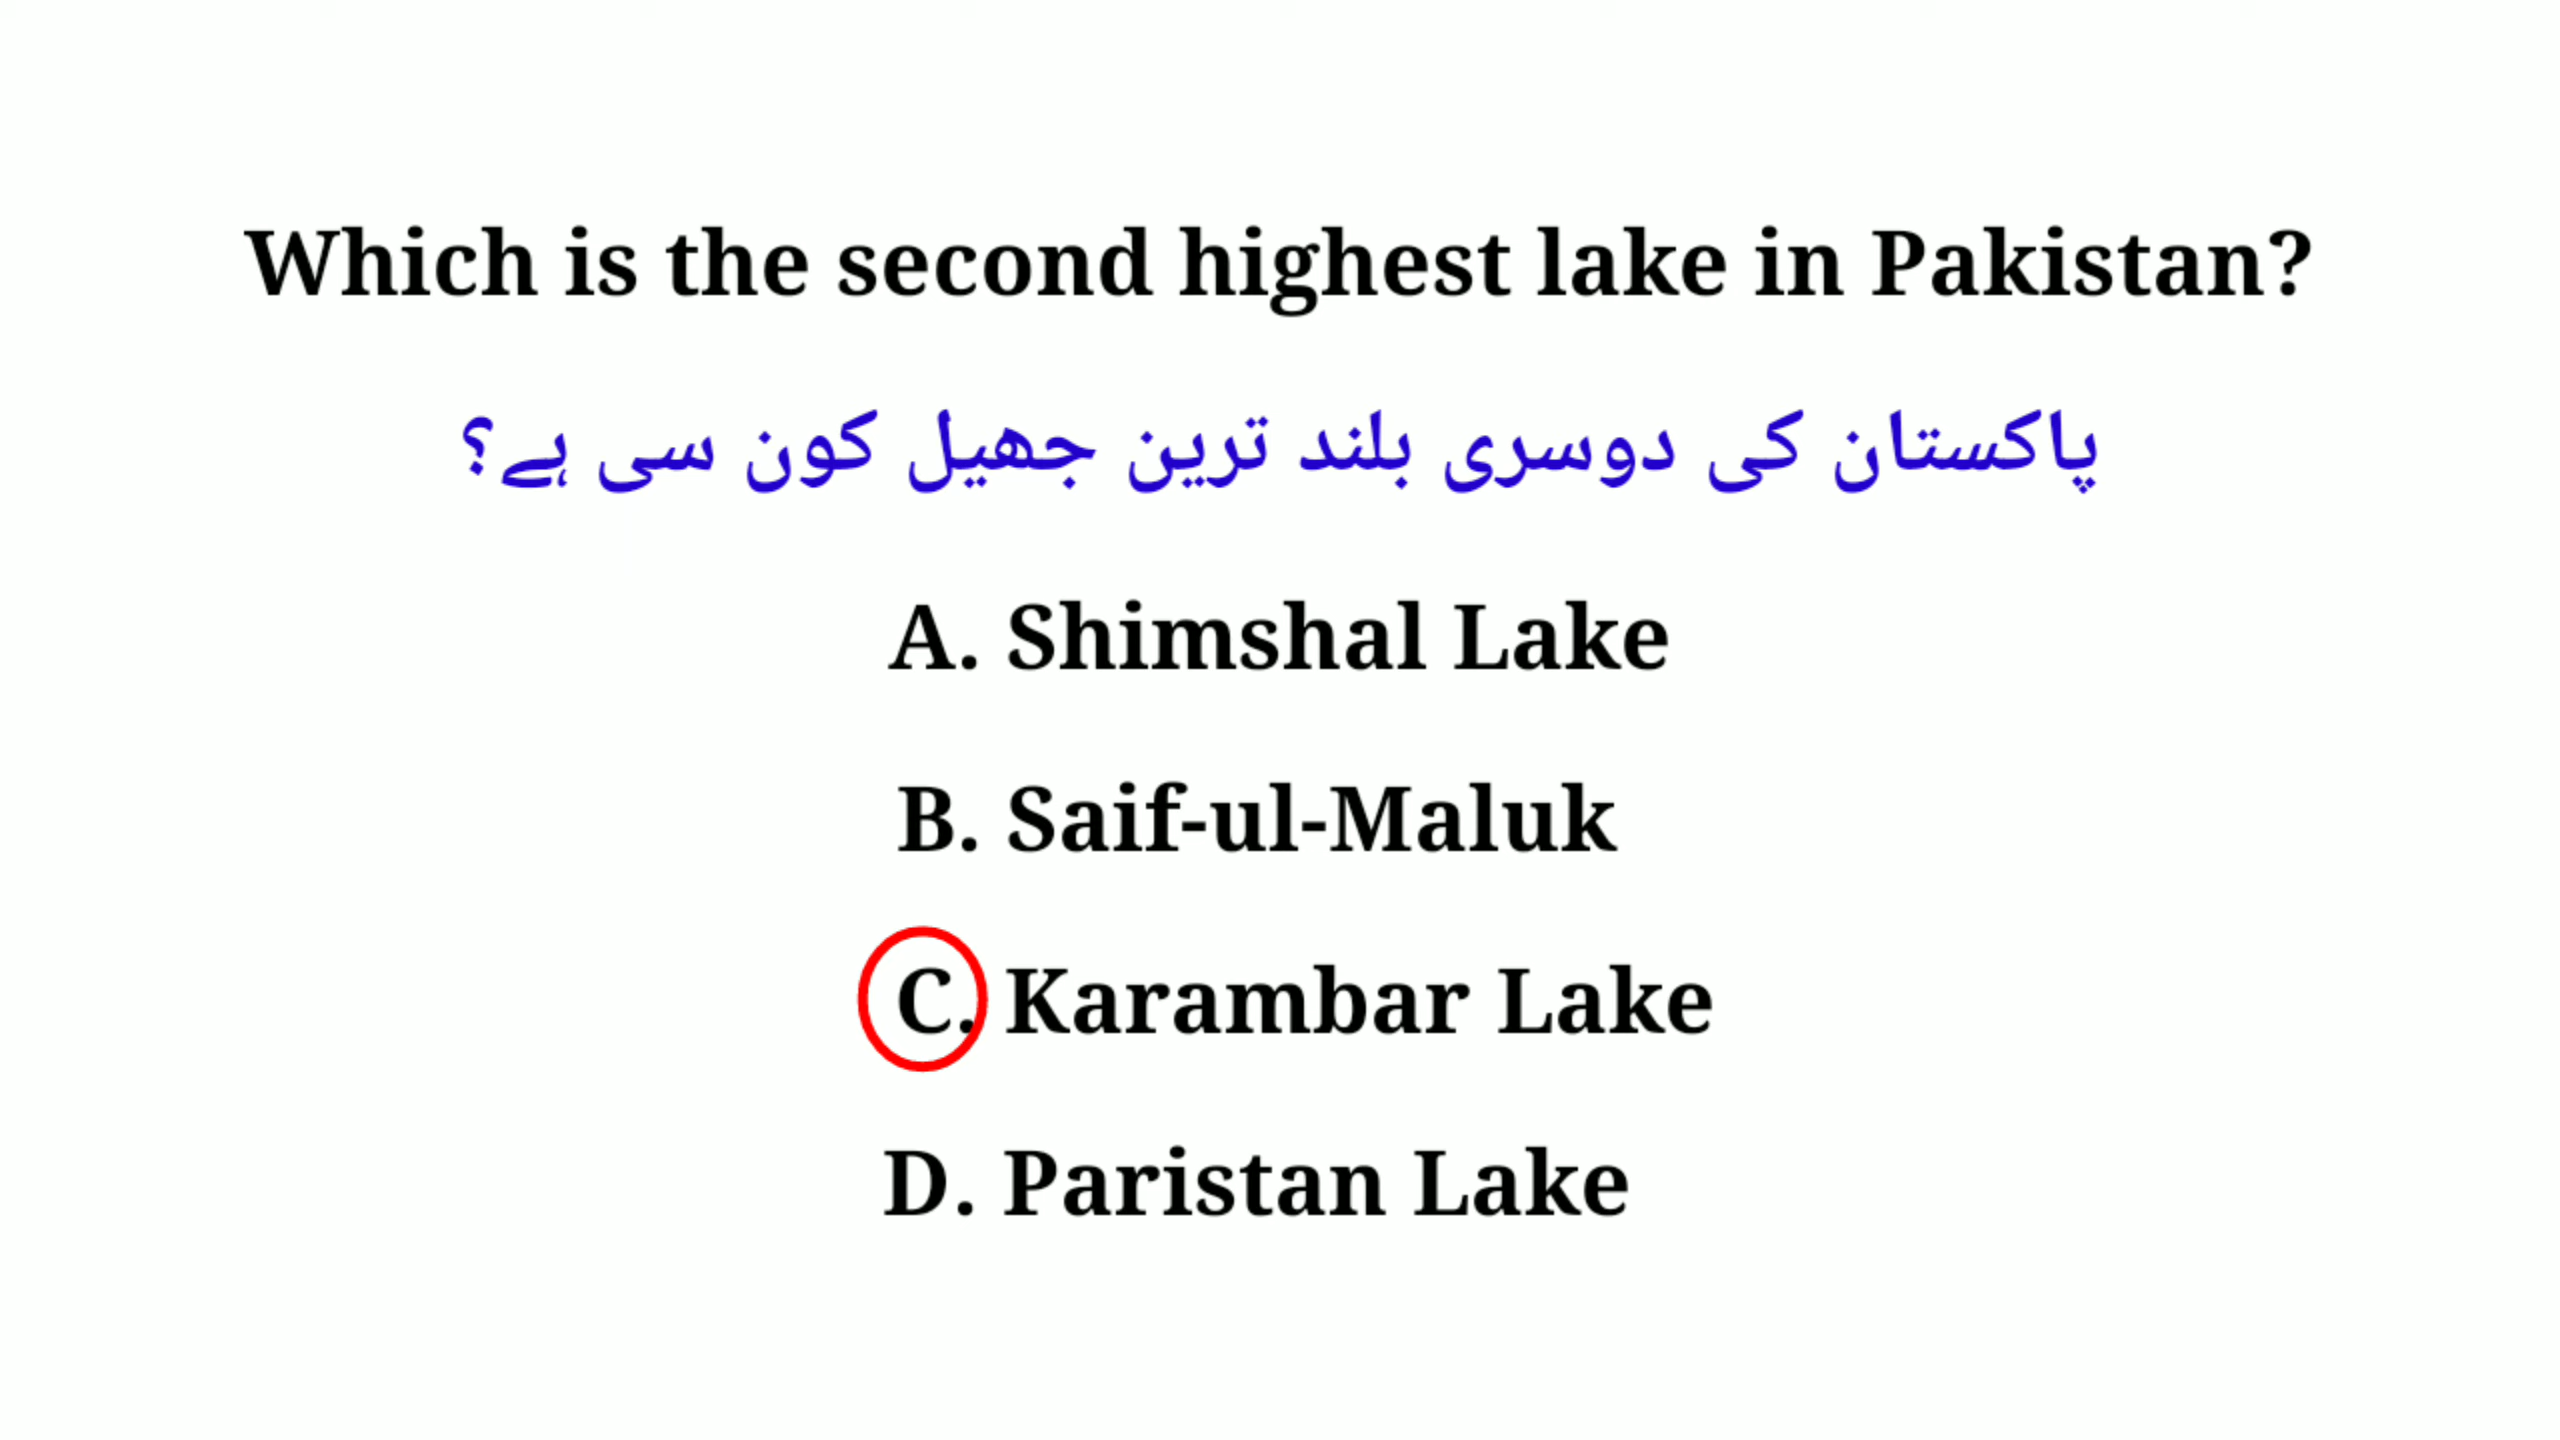 Which is the second highest lake in Pakistan?
پاکستان کی دوسری بلند ترین جھیل کون سی ہے؟
A. Shimshal Lake
B. Saif-ul-Maluk
C. Karambar Lake
D. Paristan Lake